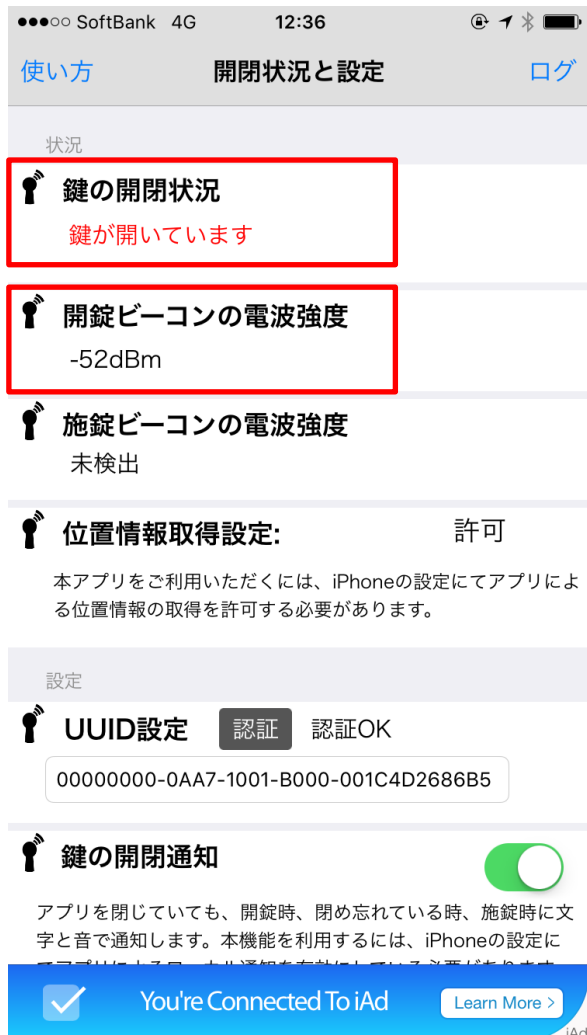 SoftBank 4G 12:36
使い方 開閉状況と設定 ログ
状況
鍵の開閉状況
鍵が開いています
開錠ビーコンの電波強度
-52dBm
施錠ビーコンの電波強度
未検出
位置情報取得設定: 許可
本アプリをご利用いただくには、iPhoneの設定にてアプリによ
る位置情報の取得を許可する必要があります。
設定
UUID設定 認証 認証OK
00000000-0AA7-1001-B000-001C4D2686B5
鍵の開閉通知
アプリを閉じていても、開錠時、閉め忘れている時、施錠時に文
字と音で通知します。本機能を利用するには、iPhoneの設定に
You're Connected To iAd Learn More >
iAd